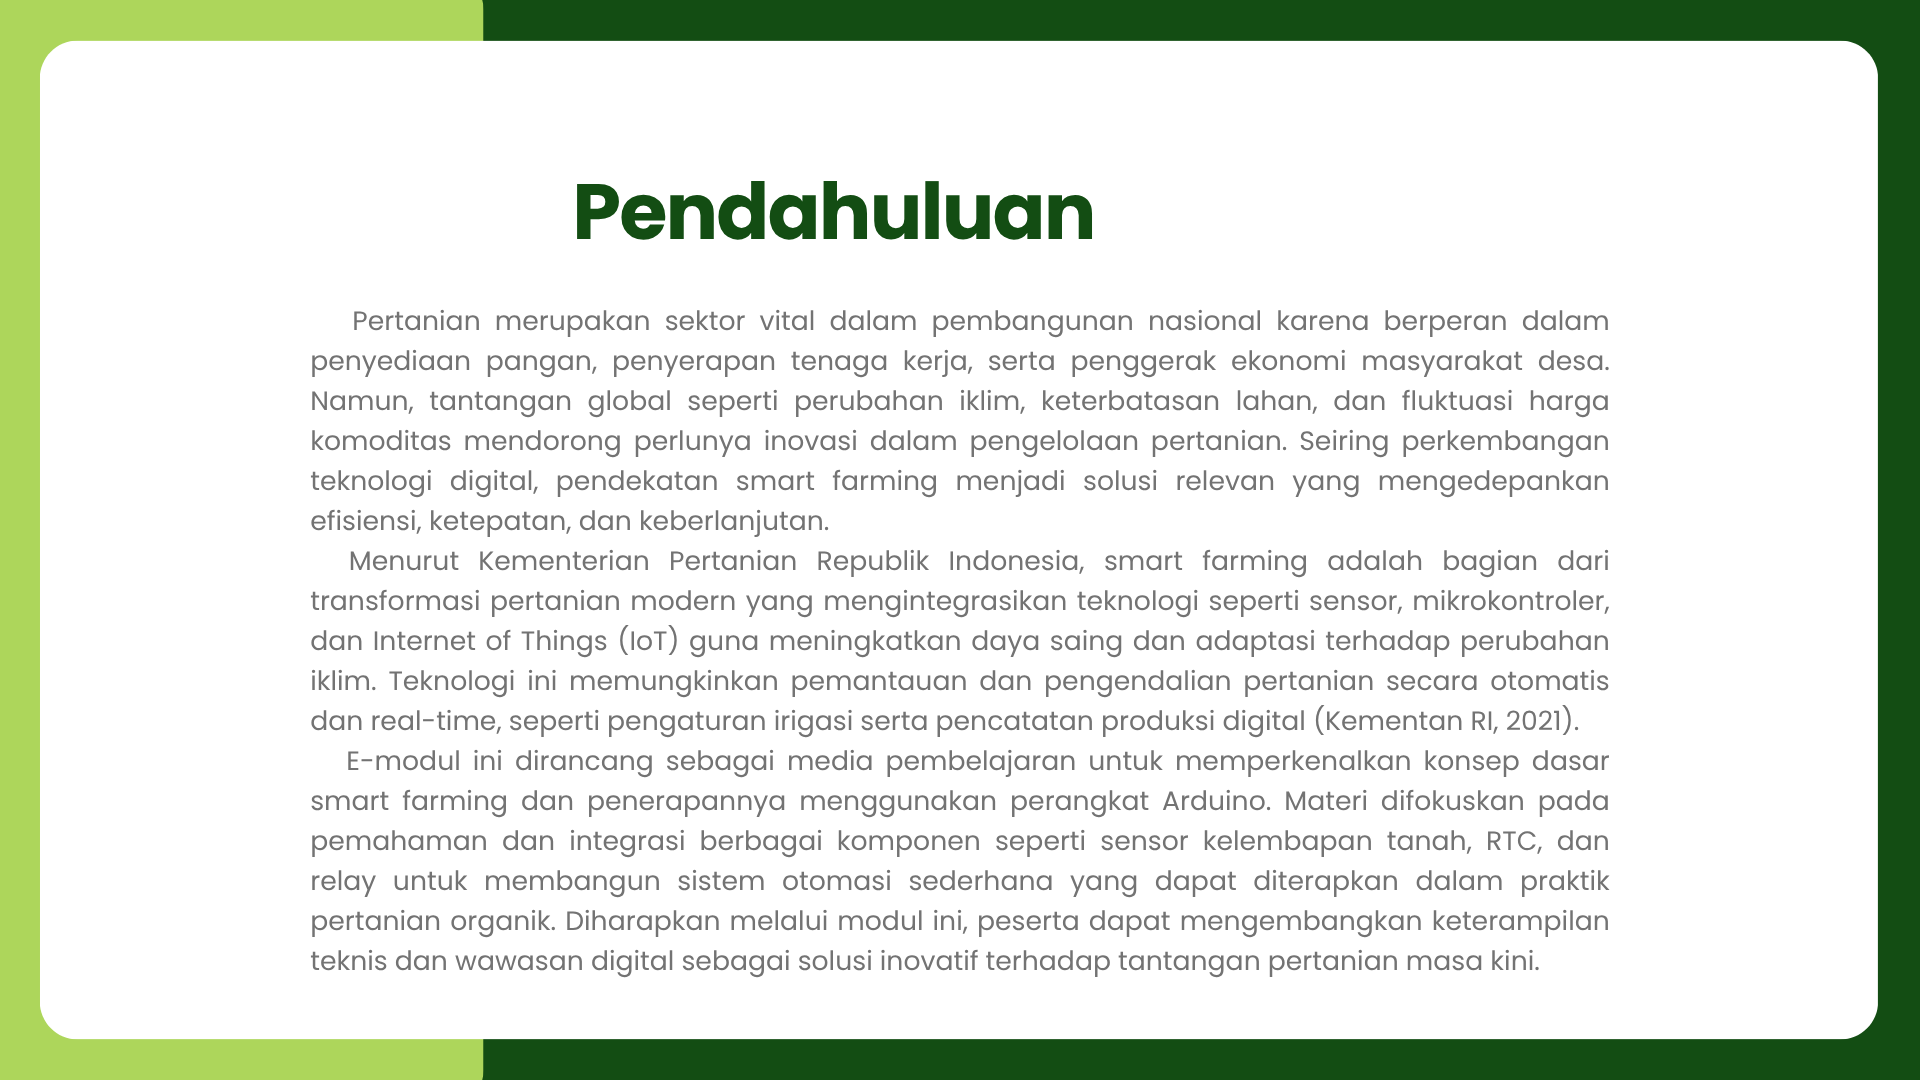 Pendahuluan
Pertanian merupakan sektor vital dalam pembangunan nasional karena berperan dalam
penyediaan pangan, penyerapan tenaga kerja, serta penggerak ekonomi masyarakat desa.
Namun, tantangan global seperti perubahan iklim, keterbatasan lahan, dan fluktuasi harga
komoditas mendorong perlunya inovasi dalam pengelolaan pertanian. Seiring perkembangan
teknologi digital, pendekatan smart farming menjadi solusi relevan yang mengedepankan
efisiensi, ketepatan, dan keberlanjutan.
Menurut Kementerian Pertanian Republik Indonesia, smart farming adalah bagian dari
transformasi pertanian modern yang mengintegrasikan teknologi seperti sensor, mikrokontroler,
dan Internet of Things (IoT) guna meningkatkan daya saing dan adaptasi terhadap perubahan
iklim. Teknologi ini memungkinkan pemantauan dan pengendalian pertanian secara otomatis
dan real-time, seperti pengaturan irigasi serta pencatatan produksi digital (Kementan RI, 2021).
E-modul ini dirancang sebagai media pembelajaran untuk memperkenalkan konsep dasar
smart farming dan penerapannya menggunakan perangkat Arduino. Materi difokuskan pada
pemahaman dan integrasi berbagai komponen seperti sensor kelembapan tanah, RTC, dan
relay untuk membangun sistem otomasi sederhana yang dapat diterapkan dalam praktik
pertanian organik. Diharapkan melalui modul ini, peserta dapat mengembangkan keterampilan
teknis dan wawasan digital sebagai solusi inovatif terhadap tantangan pertanian masa kini.